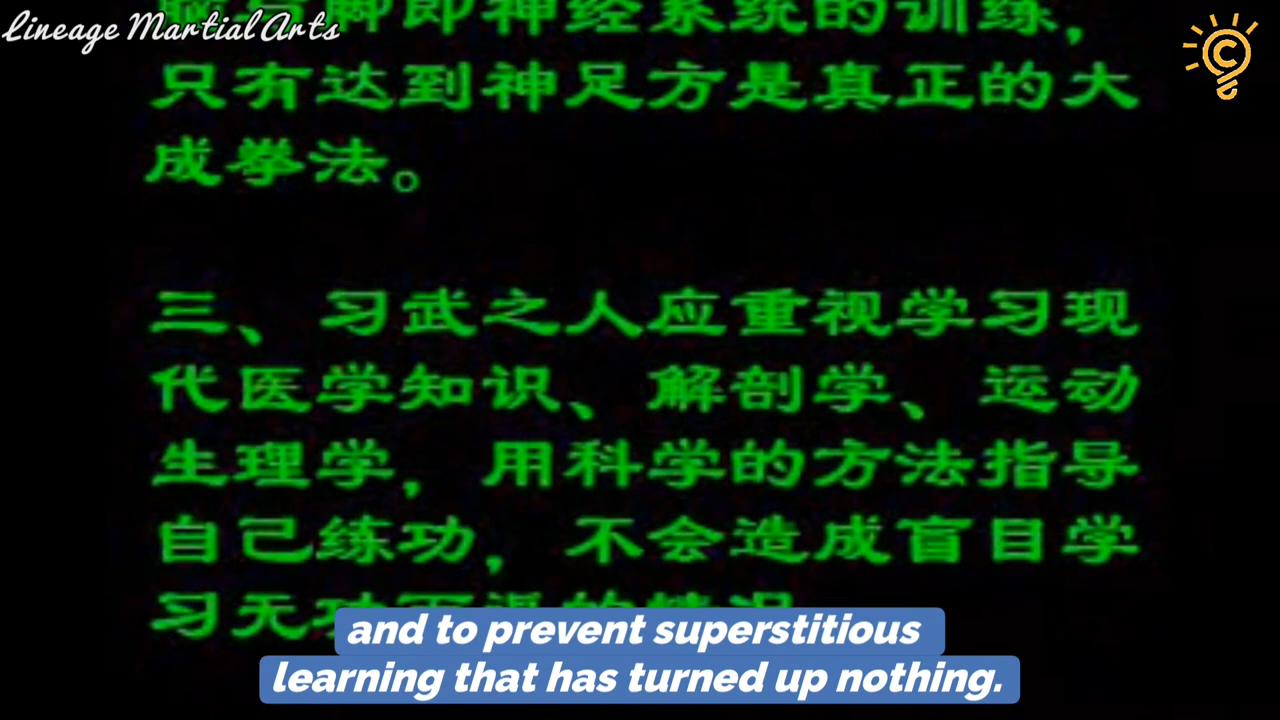 Lineage Martial Arts
脚即神经系统的训练，
只有达到神足方是真正的大
成拳法。
三、习武之人应重视学习现
代医学知识、解剖学、运动
生理学，用科学的方法指导
自己练功，不会造成盲目学
习无
and to prevent superstitious
learning that has turned up nothing.